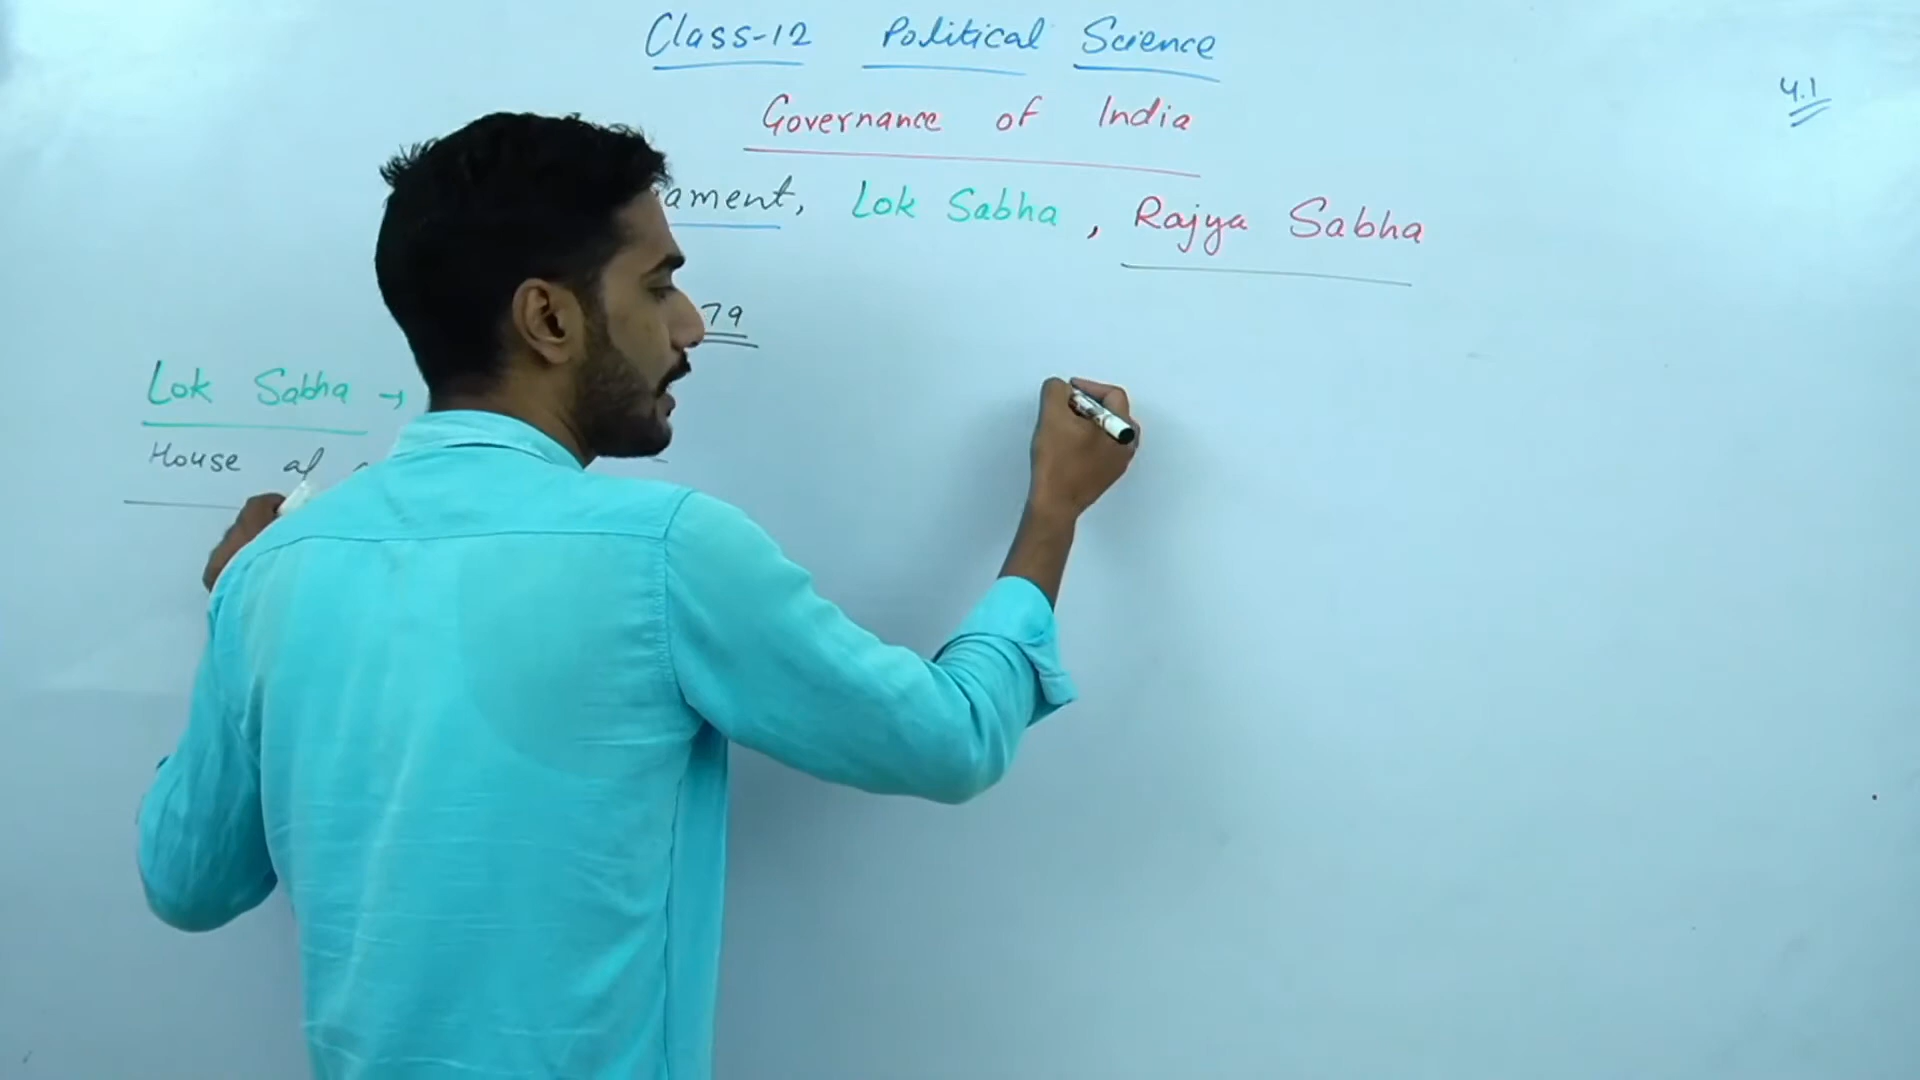 Class-12 Political Science
4.1
Governance of India
ament, Lok Sabha, Rajya Sabha
79
Lok Sabha →
House of